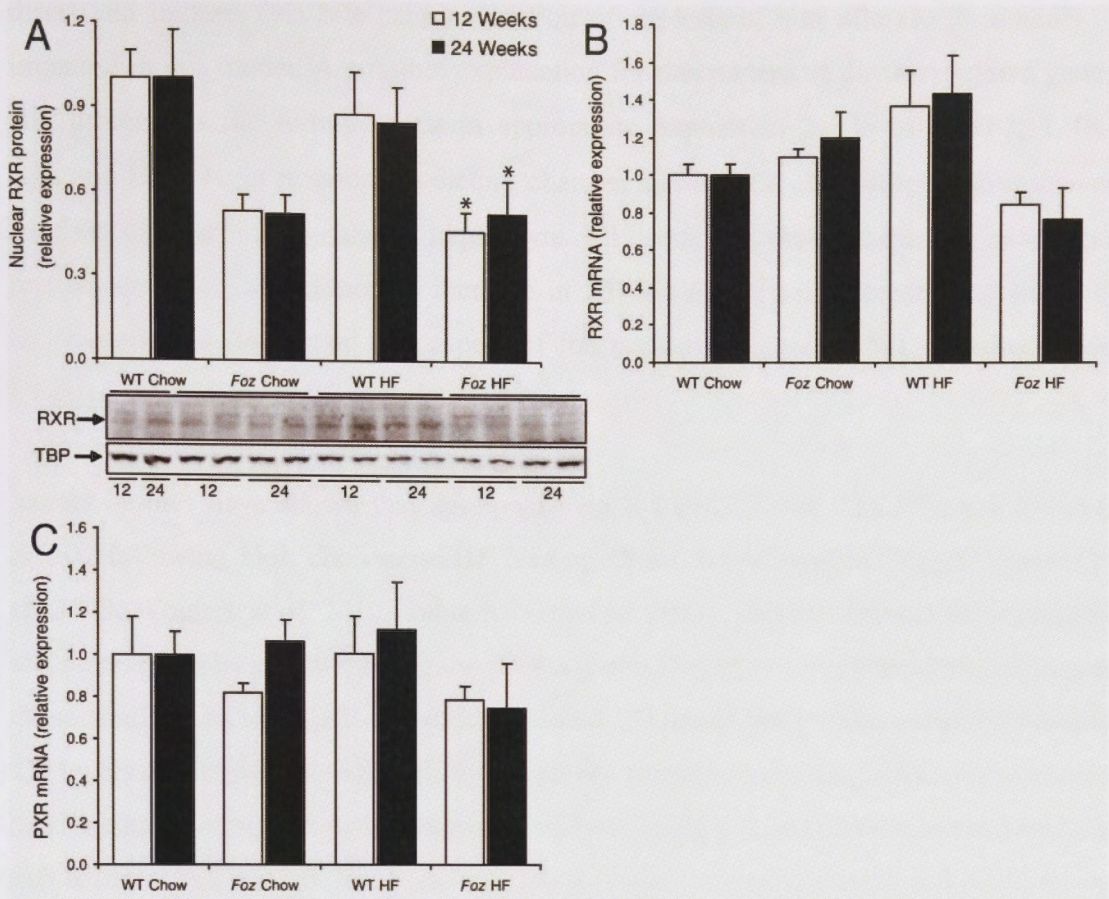 A
12 Weeks
24 Weeks
Nuclear RXR protein
(relative expression)
1.2
0.9
0.6
0.3
0.0
* *
WT Chow Foz Chow WT HF Foz HF
RXR
TBP
12 24 12 24 12 24 12 24
B
RXR mRNA (relative expression)
1.8
1.6
1.4
1.2
1.0
0.8
0.6
0.4
0.2
0.0
WT Chow Foz Chow WT HF Foz HF
C
PXR mRNA (relative expression)
1.6
1.4
1.2
1.0
0.8
0.6
0.4
0.2
0.0
WT Chow Foz Chow WT HF Foz HF